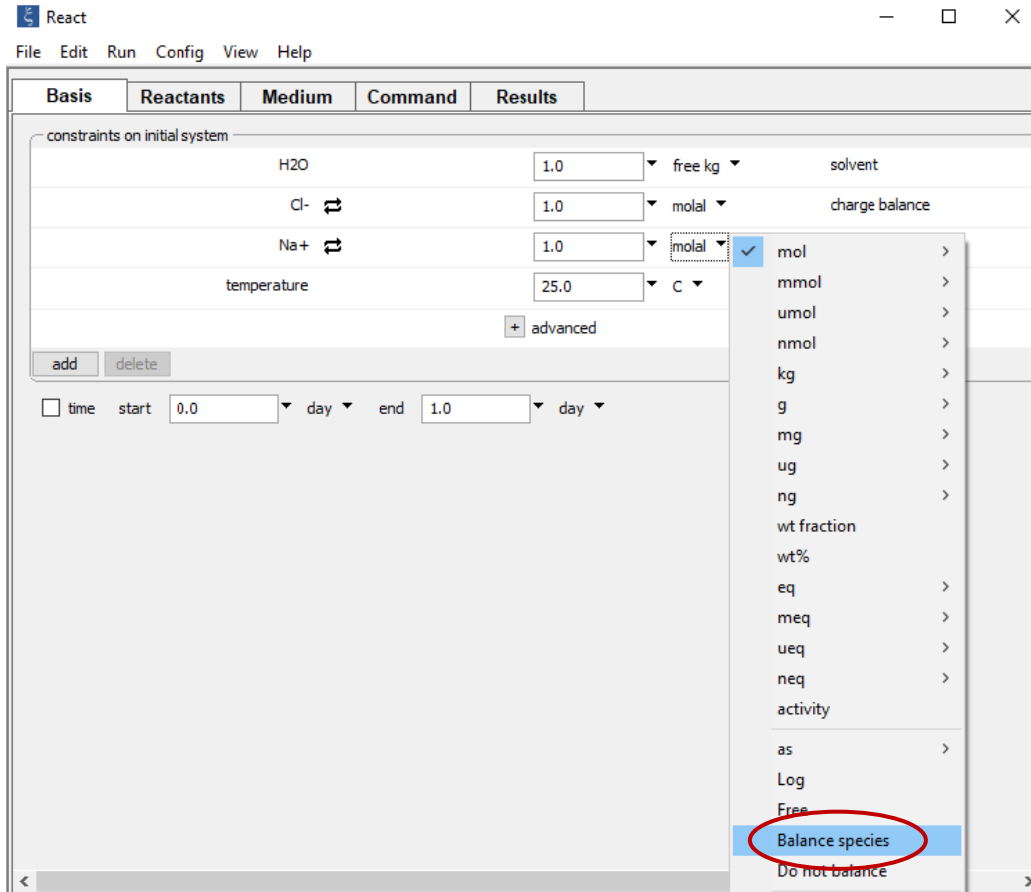 React
File Edit Run Config View Help
Basis Reactants Medium Command Results
constraints on initial system
H2O 1.0 free kg solvent
Cl- 1.0 molal charge balance
Na+ 1.0 molal
temperature 25.0 C
+ advanced
add delete
time start 0.0 day end 1.0 day
mol
mmol
umol
nmol
kg
g
mg
ug
ng
wt fraction
wt%
eq
meq
ueq
neq
activity
as
Log
Free
Balance species
Do not balance